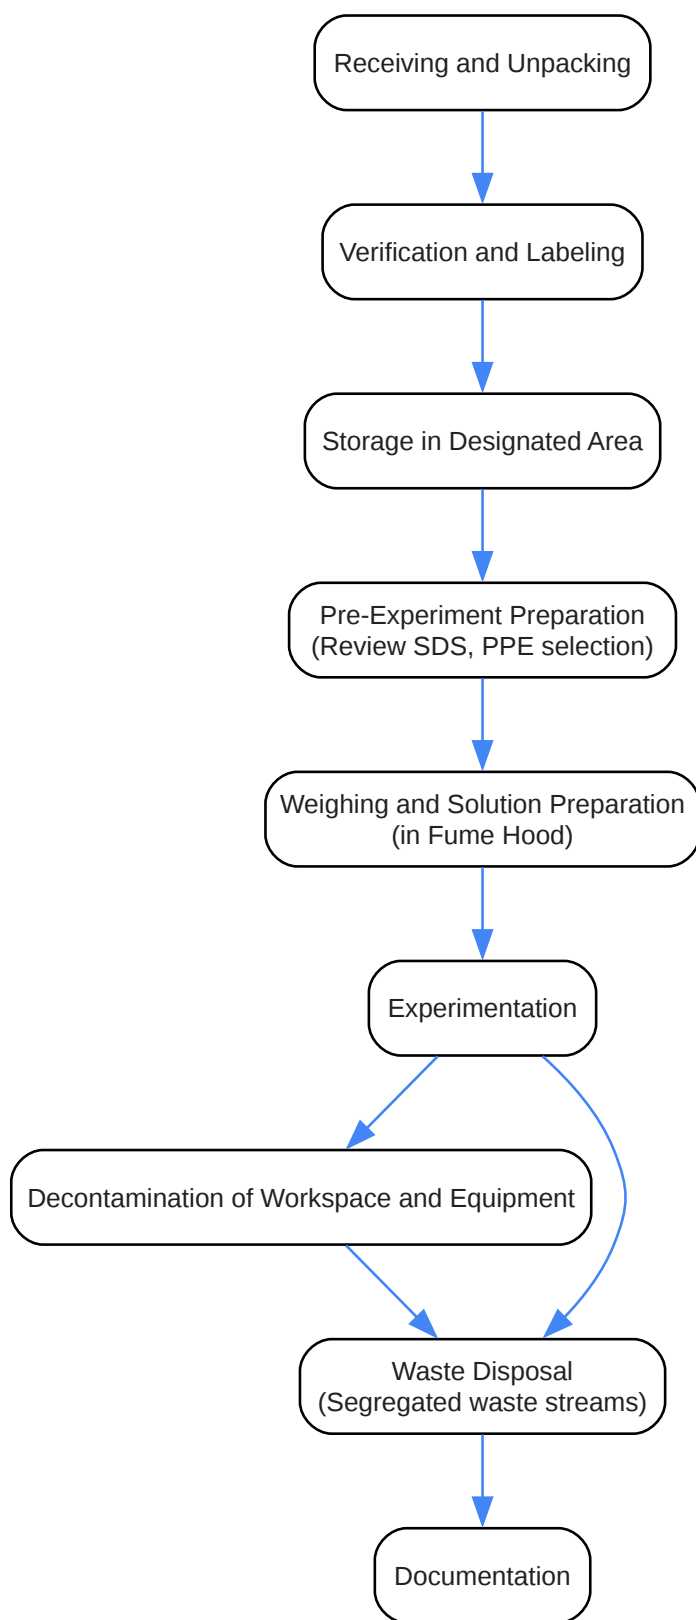 Receiving and Unpacking
Verification and Labeling
Storage in Designated Area
Pre-Experiment Preparation
(Review SDS, PPE selection)
Weighing and Solution Preparation
(in Fume Hood)
Experimentation
Decontamination of Workspace and Equipment
Waste Disposal
(Segregated waste streams)
Documentation